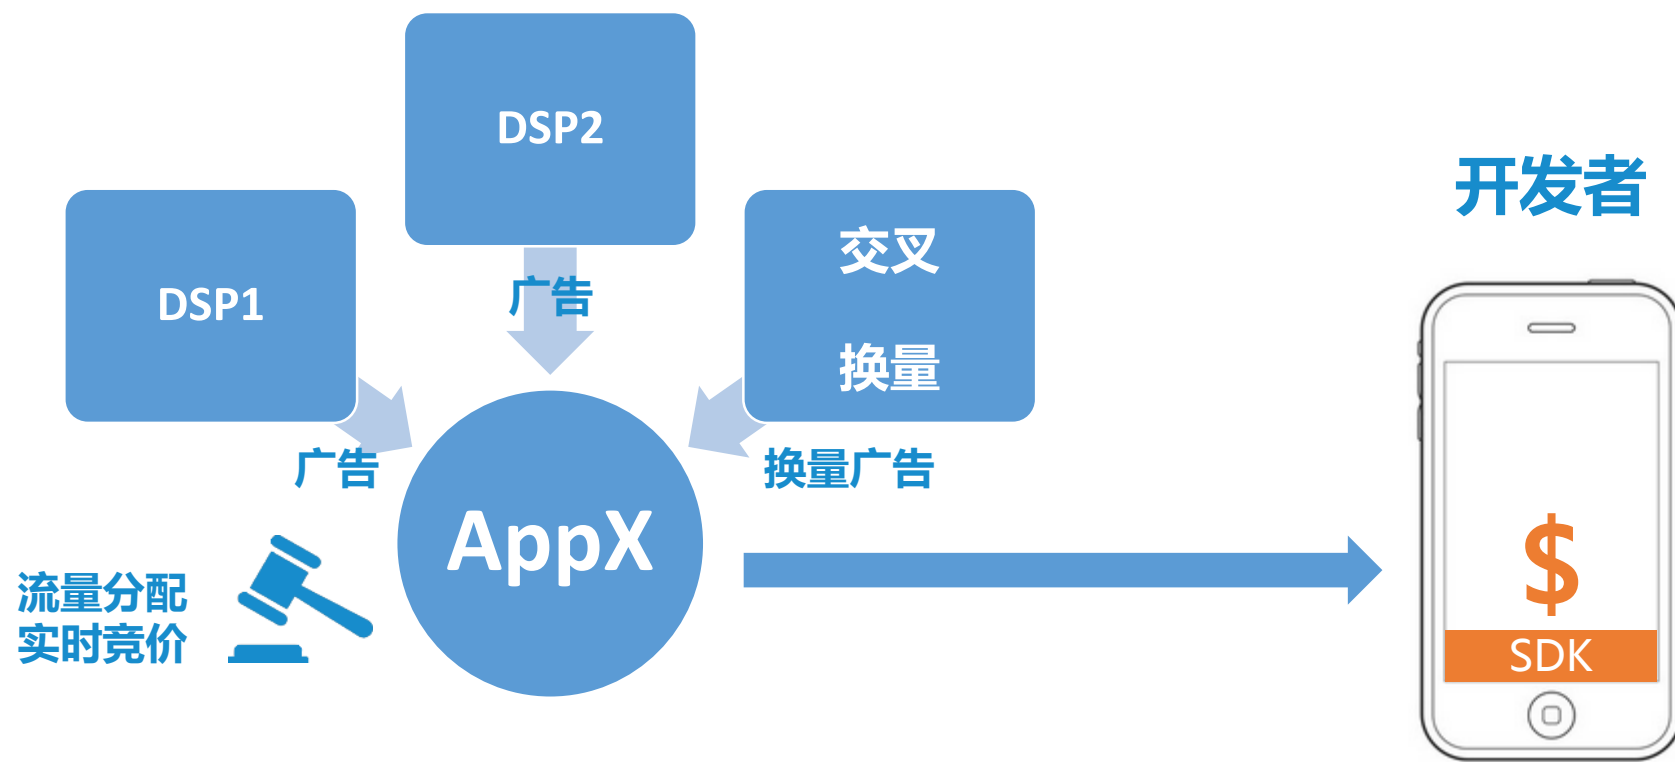 DSP2
开发者
DSP1
交叉
换量
广告
广告
换量广告
AppX
流量分配
实时竞价
$
SDK